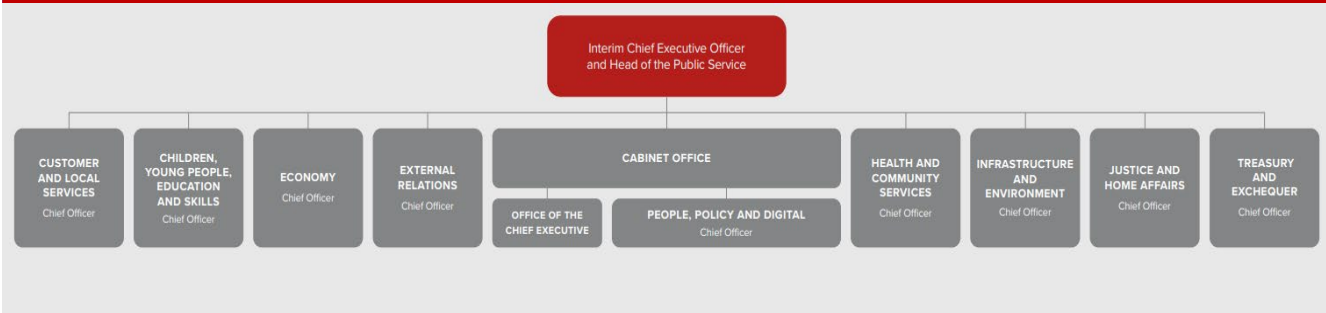 Interim Chief Executive Officer
and Head of the Public Service
CUSTOMER
AND LOCAL
SERVICES
Chief Officer
CHILDREN,
YOUNG PEOPLE,
EDUCATION
AND SKILLS
Chief Officer
ECONOMY
Chief Officer
EXTERNAL
RELATIONS
Chief Officer
CABINET OFFICE
OFFICE OF THE
CHIEF EXECUTIVE
PEOPLE, POLICY AND DIGITAL
Chief Officer
HEALTH AND
COMMUNITY
SERVICES
Chief Officer
INFRASTRUCTURE
AND
ENVIRONMENT
Chief Officer
JUSTICE AND
HOME AFFAIRS
Chief Officer
TREASURY
AND
EXCHEQUER
Chief Officer